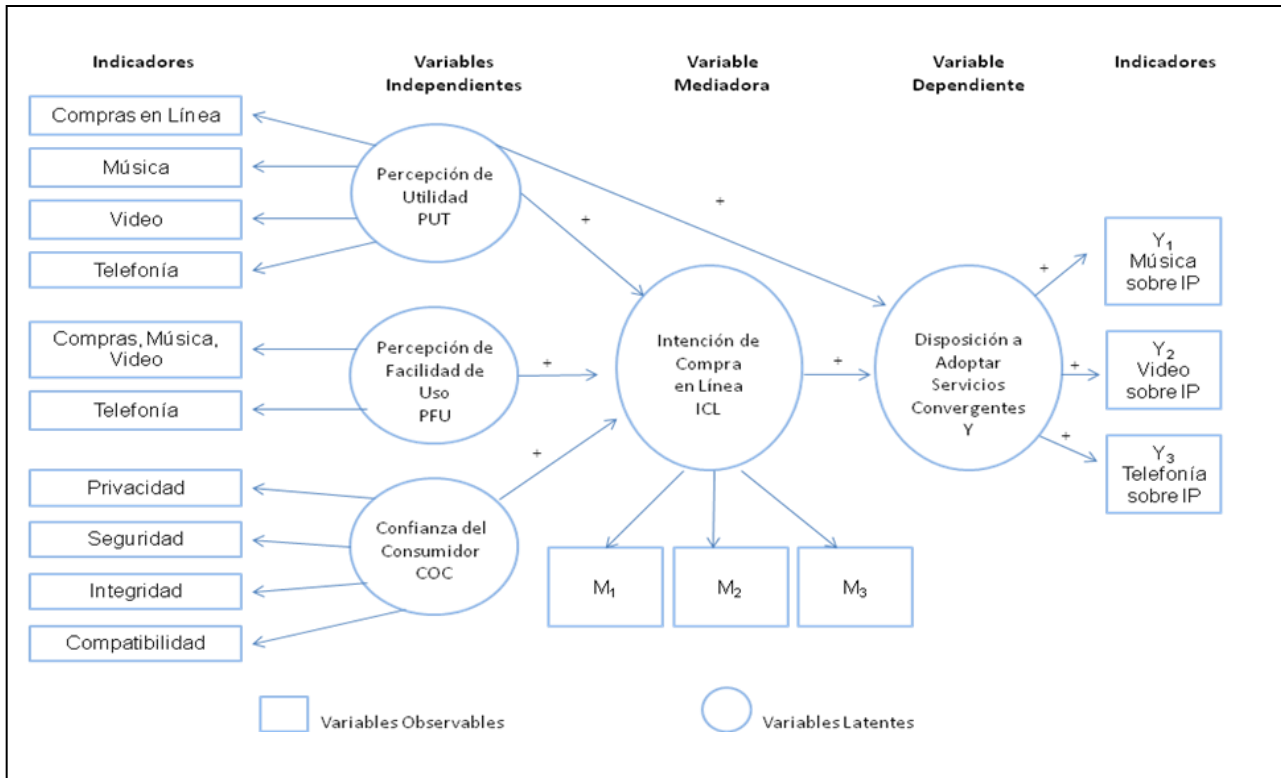 Indicadores
Variables
Independientes
Variable
Mediadora
Variable
Dependiente
Indicadores
Compras en Línea
Música
Video
Telefonía
Percepción de
Utilidad
PUT
+
+
Compras, Música,
Video
Telefonía
Percepción de
Facilidad de
Uso
PFU
+
Privacidad
Seguridad
Integridad
Compatibilidad
Confianza del
Consumidor
COC
+
Intención de
Compra
en Línea
ICL
+
M₁
M₂
M₃
Disposición a
Adoptar
Servicios
Convergentes
Y
+
+
+
Y₁
Música
sobre IP
Y₂
Video
sobre IP
Y₃
Telefonía
sobre IP
Variables Observables
Variables Latentes